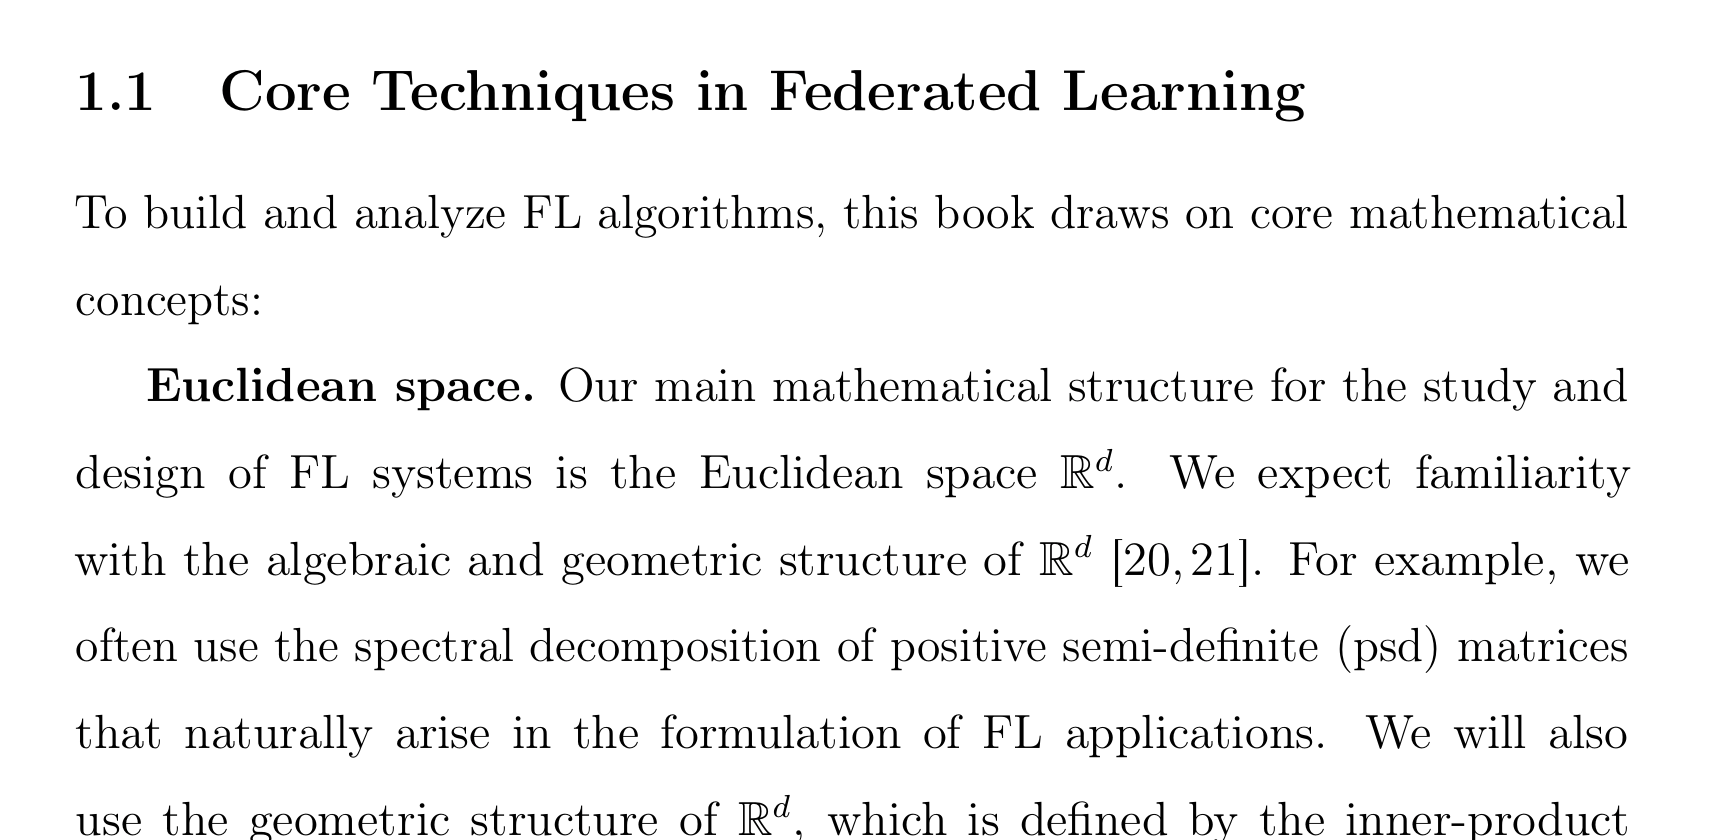 1.1 Core Techniques in Federated Learning
To build and analyze FL algorithms, this book draws on core mathematical
concepts:
Euclidean space. Our main mathematical structure for the study and
design of FL systems is the Euclidean space ℝᵈ. We expect familiarity
with the algebraic and geometric structure of ℝᵈ [20, 21]. For example, we
often use the spectral decomposition of positive semi-definite (psd) matrices
that naturally arise in the formulation of FL applications. We will also
use the geometric structure of ℝᵈ, which is defined by the inner-product